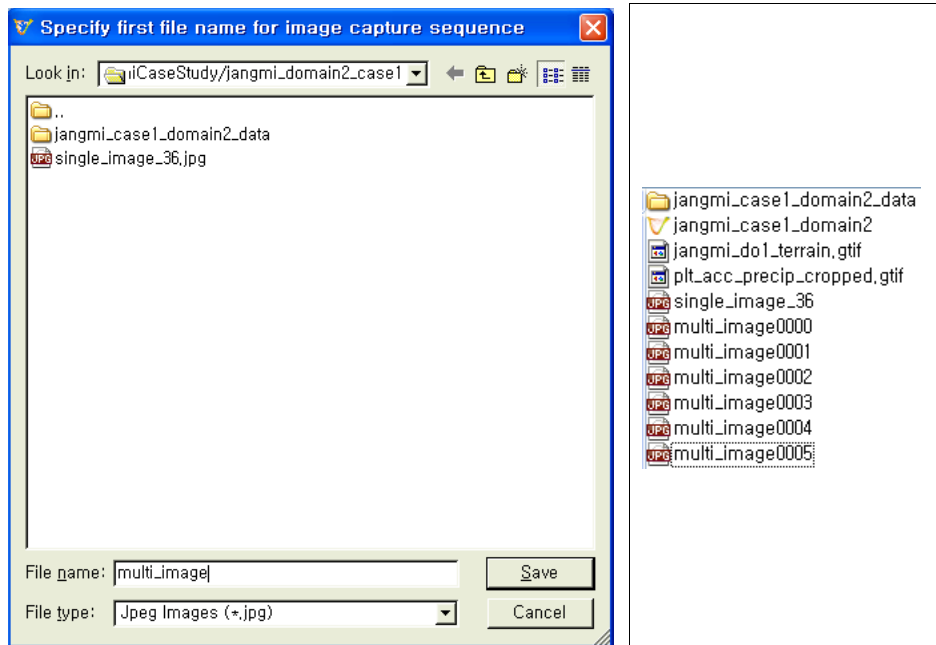 Specify first file name for image capture sequence
Look in: iiCaseStudy/jangmi_domain2_case1
..
jangmi_case1_domain2_data
single_image_36.jpg
File name: multi_image
Save
File type: Jpeg Images (*.jpg)
Cancel
jangmi_case1_domain2_data
jangmi_case1_domain2
jangmi_do1_terrain.gtif
plt_acc_precip_cropped.gtif
single_image_36
multi_image0000
multi_image0001
multi_image0002
multi_image0003
multi_image0004
multi_image0005